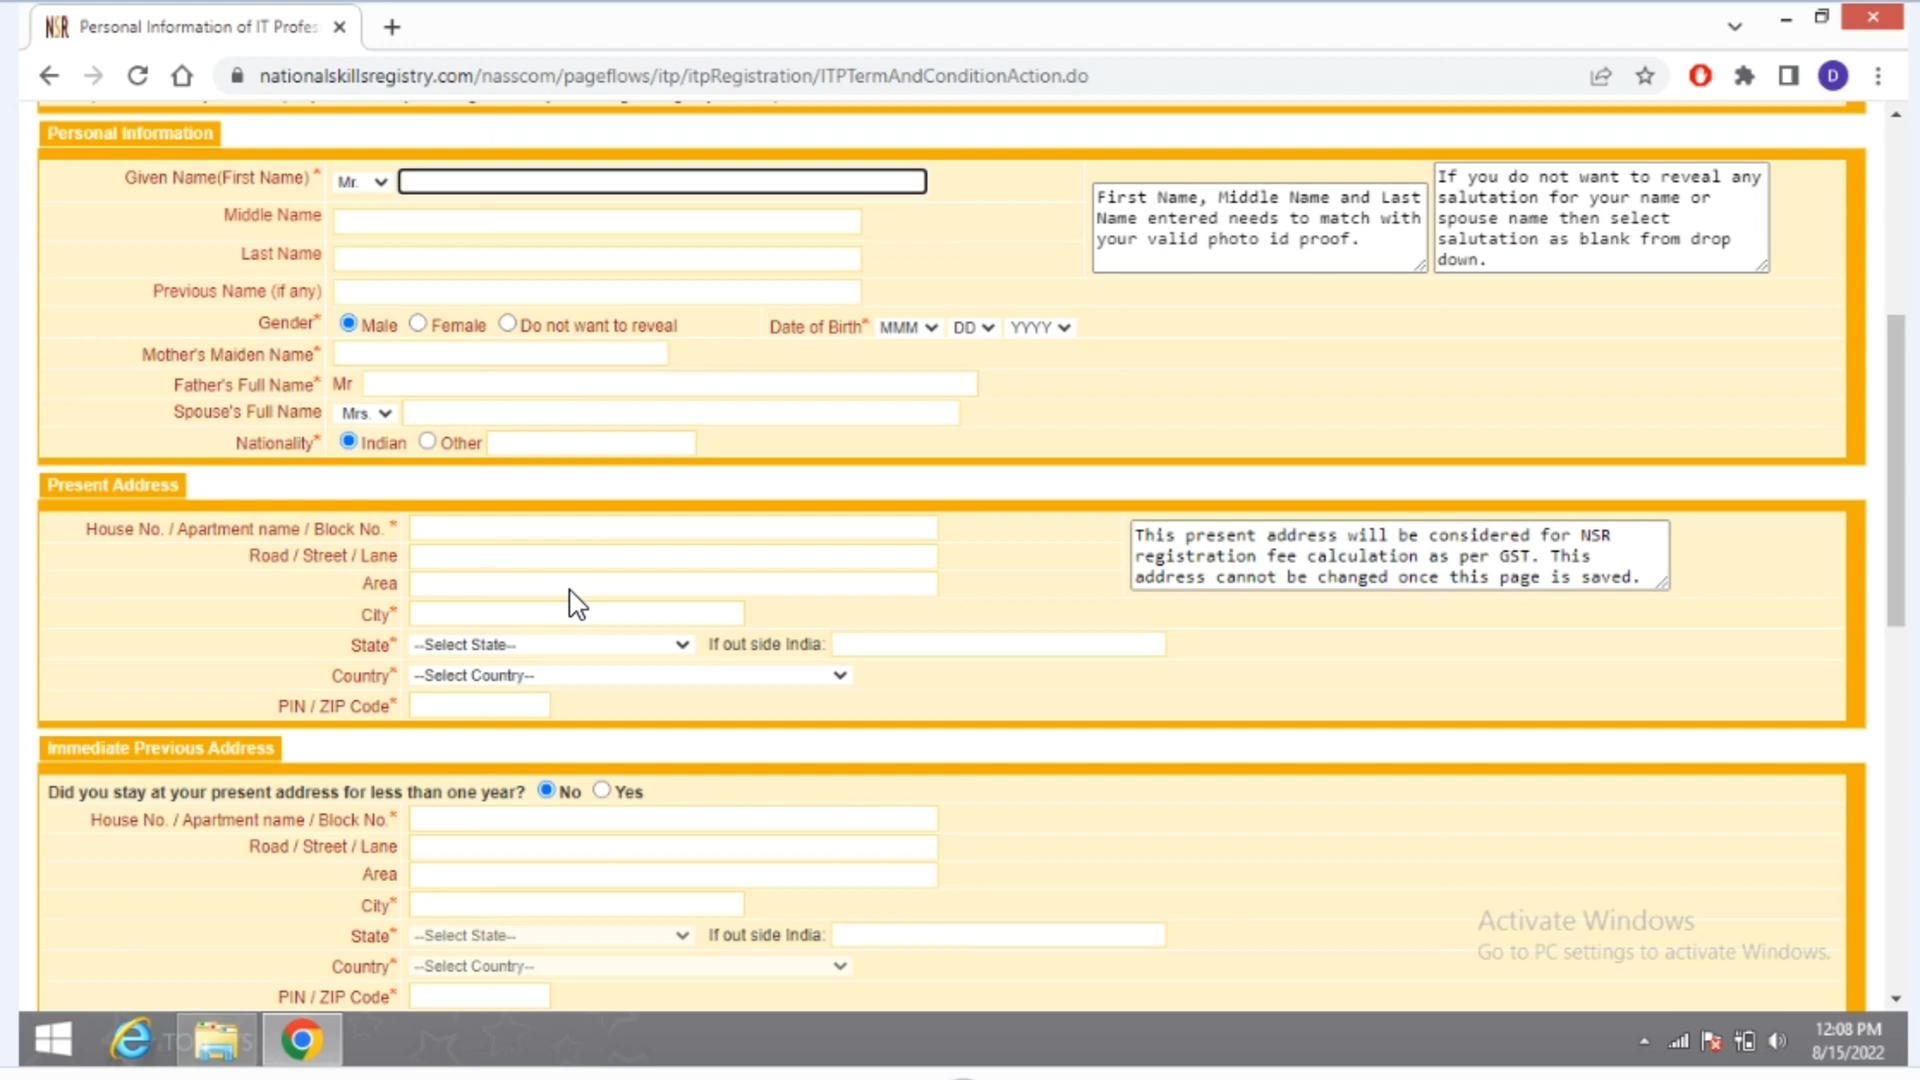 NSR Personal Information of IT Profes
nationalskillsregistry.com/nasscom/pageflows/itp/itpRegistration/ITPTermAndConditionAction.do
D
Personal Information
Given Name(First Name) * Mr.
First Name, Middle Name and Last
Name entered needs to match with
your valid photo id proof.
If you do not want to reveal any
salutation for your name or
spouse name then select
salutation as blank from drop
down.
Middle Name
Last Name
Previous Name (if any)
Gender* Male Female Do not want to reveal Date of Birth* MMM DD YYYY
Mother's Maiden Name*
Father's Full Name* Mr
Spouse's Full Name Mrs.
Nationality* Indian Other
Present Address
House No. / Apartment name / Block No. *
Road / Street / Lane
Area
City*
State* --Select State-- If out side India:
Country* --Select Country--
PIN / ZIP Code*
This present address will be considered for NSR
registration fee calculation as per GST. This
address cannot be changed once this page is saved.
Immediate Previous Address
Did you stay at your present address for less than one year? No Yes
House No. / Apartment name / Block No.*
Road / Street / Lane
Area
City*
State* --Select State-- If out side India:
Country* --Select Country--
PIN / ZIP Code*
Activate Windows
Go to PC settings to activate Windows.
12:08 PM
8/15/2022